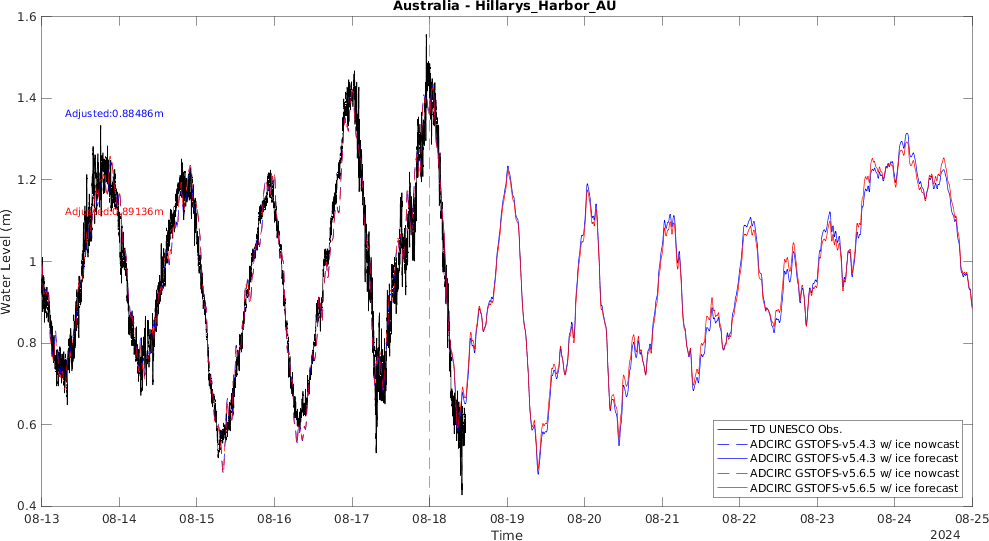 Australia - Hillarys_Harbor_AU
Water Level (m)
1.6
1.4
1.2
1
0.8
0.6
0.4
Adjusted:0.88486m
Adjusted:0.89136m
TD UNESCO Obs.
ADCIRC GSTOFS-v5.4.3 w/ ice nowcast
ADCIRC GSTOFS-v5.4.3 w/ ice forecast
ADCIRC GSTOFS-v5.6.5 w/ ice nowcast
ADCIRC GSTOFS-v5.6.5 w/ ice forecast
08-13 08-14 08-15 08-16 08-17 08-18 08-19 08-20 08-21 08-22 08-23 08-24 08-25
Time
2024